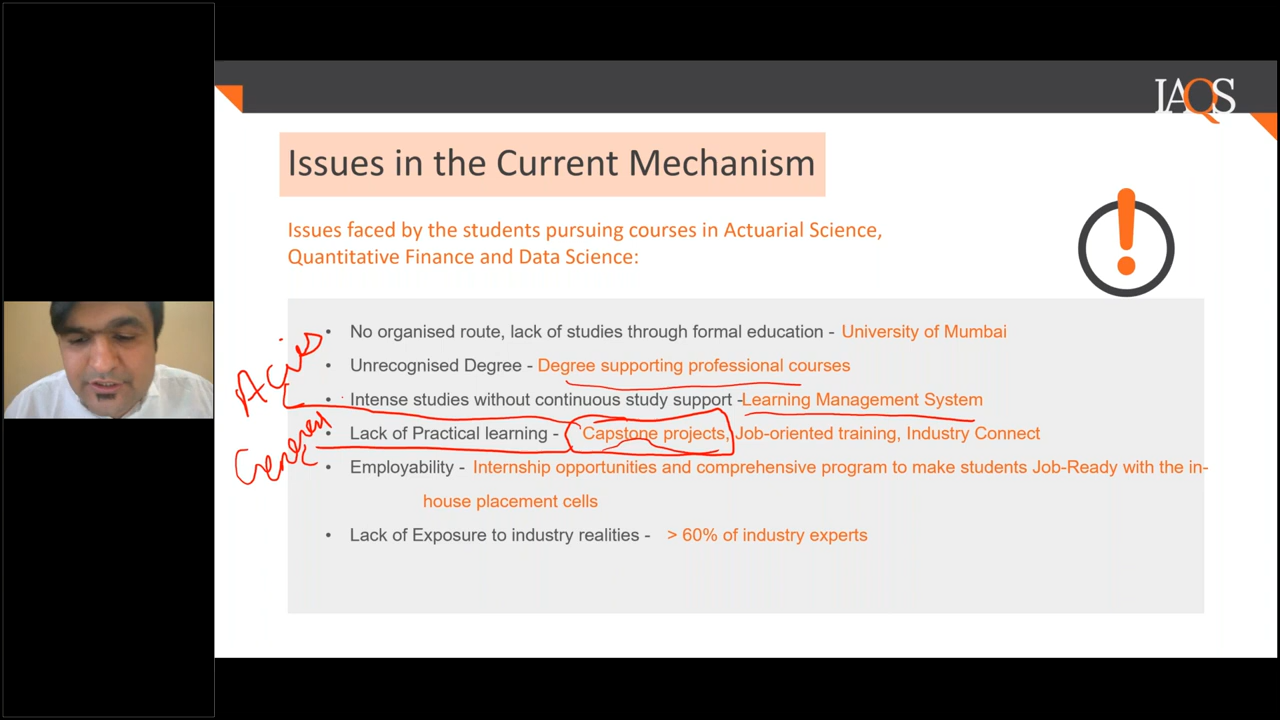 IAQS
Issues in the Current Mechanism
Issues faced by the students pursuing courses in Actuarial Science,
Quantitative Finance and Data Science:
• No organised route, lack of studies through formal education - University of Mumbai
• Unrecognised Degree - Degree supporting professional courses
• Intense studies without continuous study support -Learning Management System
• Lack of Practical learning - Capstone projects, Job-oriented training, Industry Connect
• Employability - Internship opportunities and comprehensive program to make students Job-Ready with the in-
house placement cells
• Lack of Exposure to industry realities - > 60% of industry experts